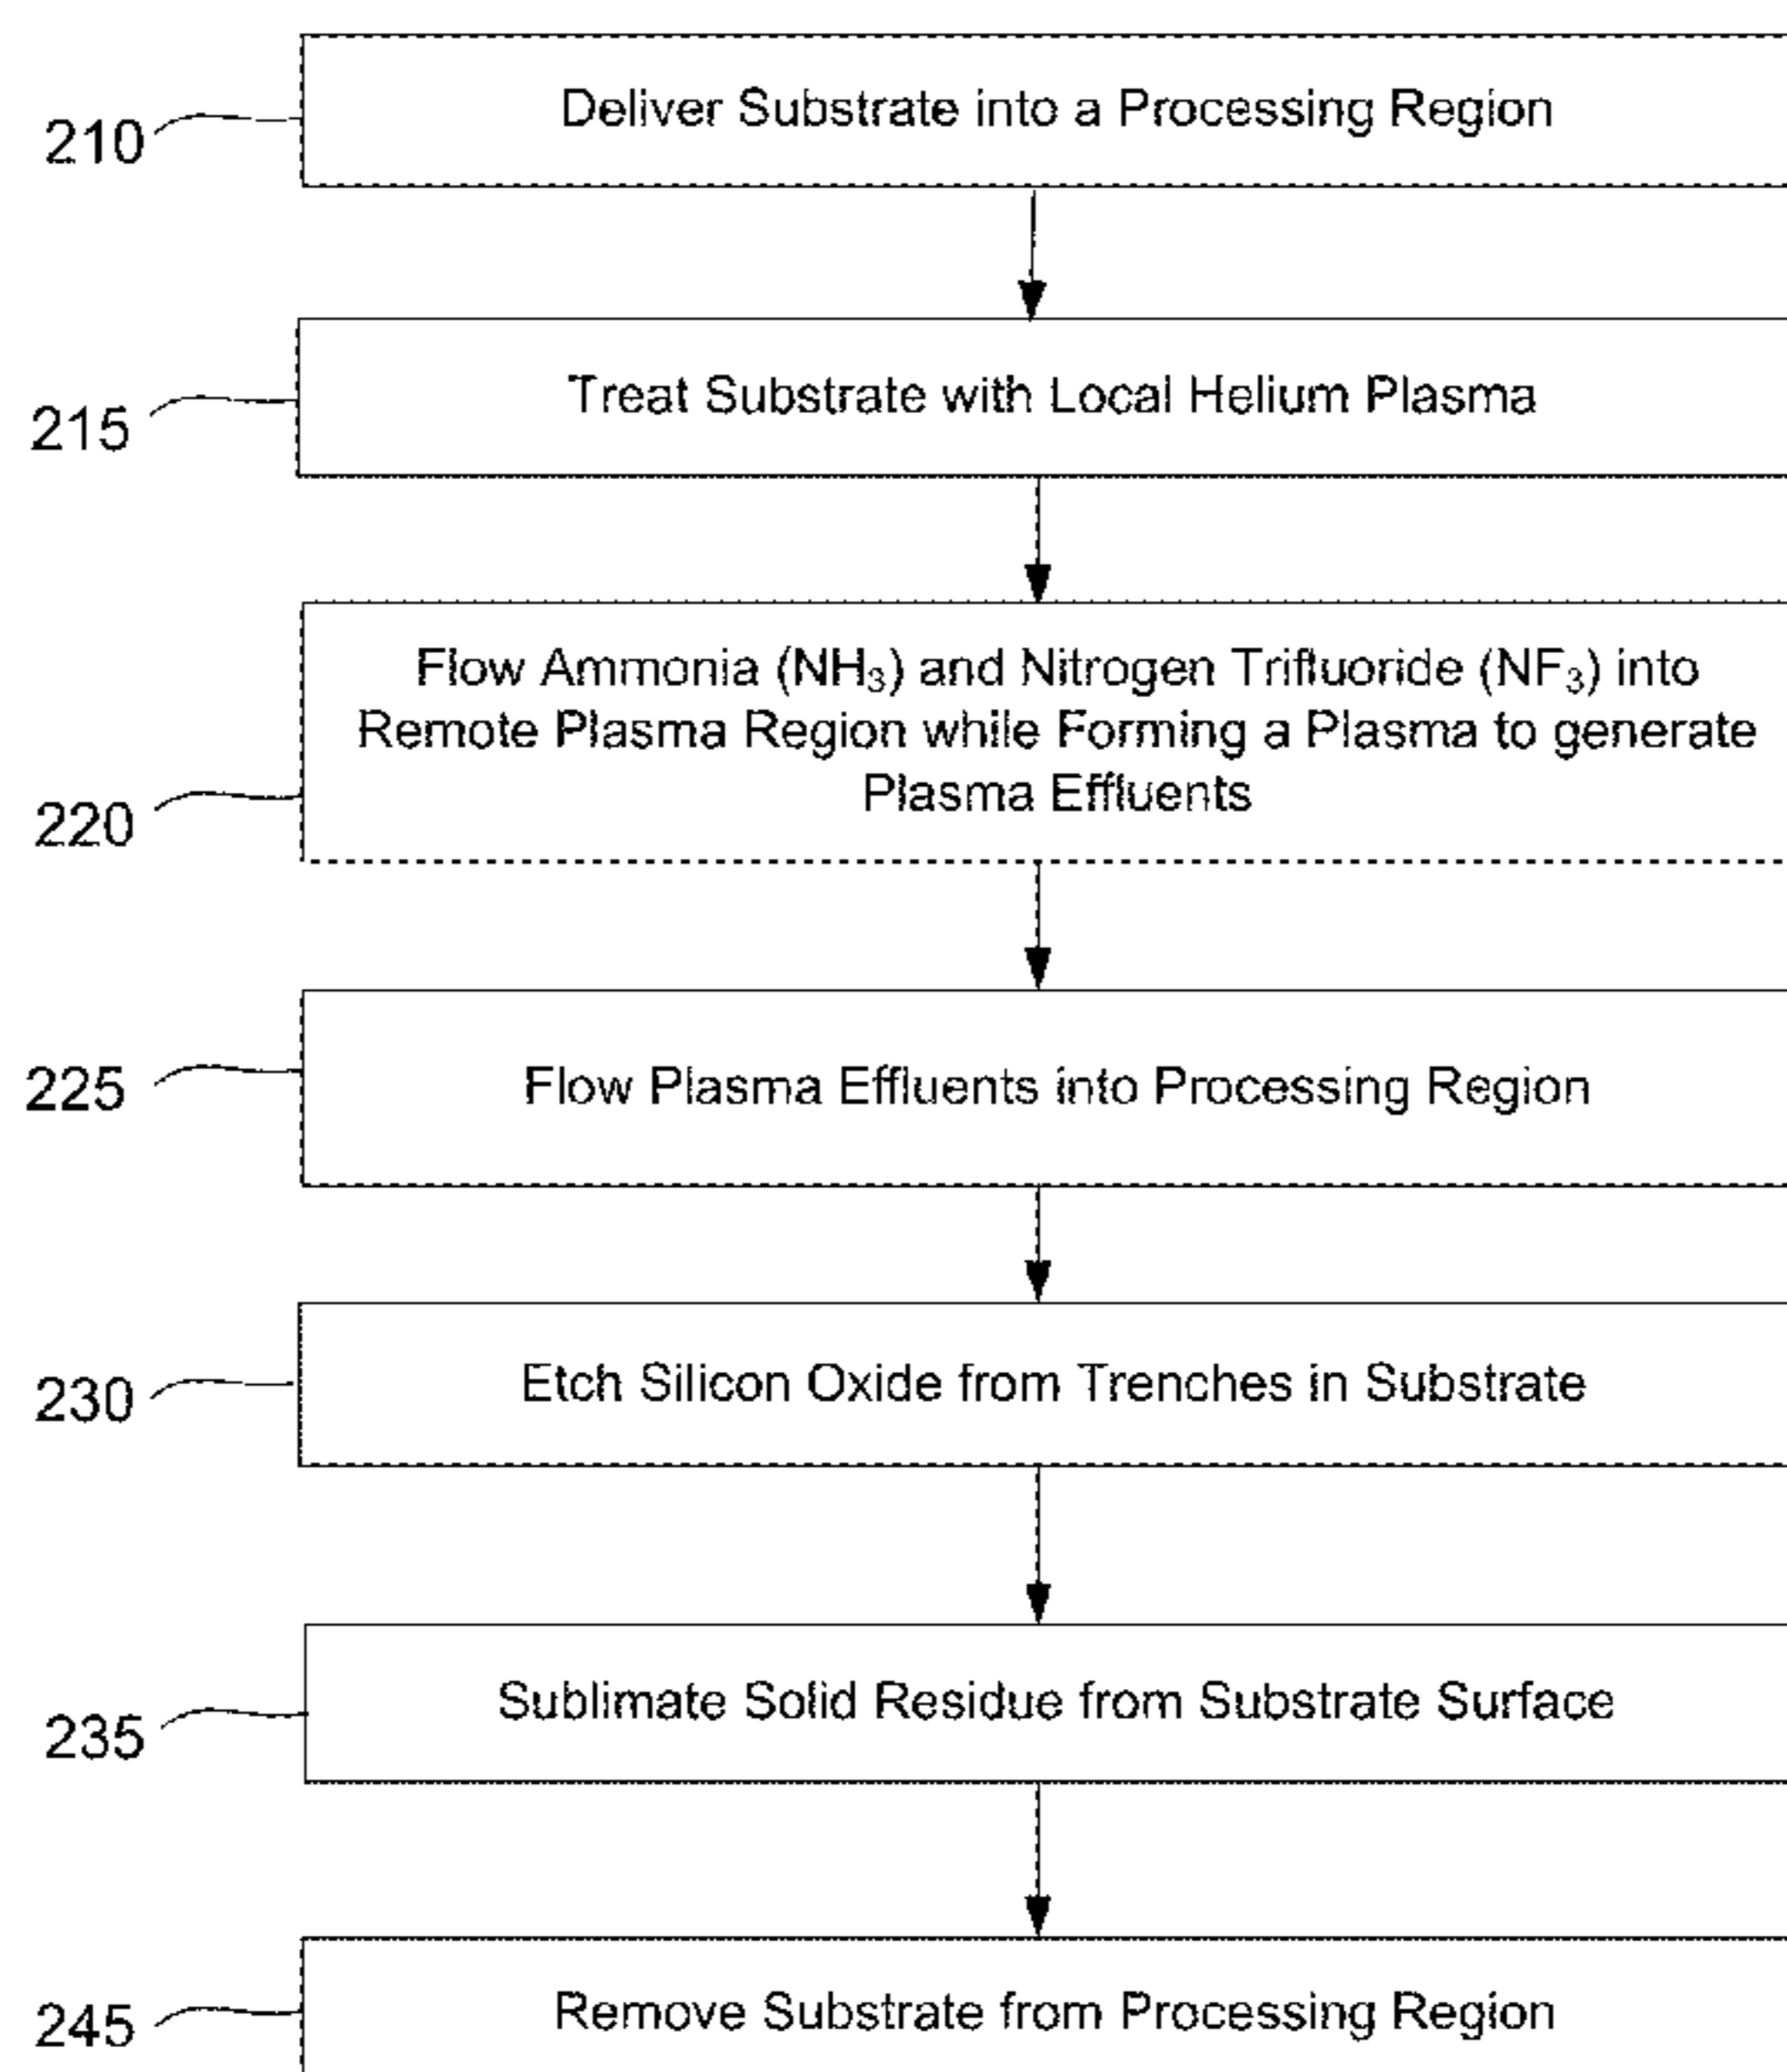 Deliver Substrate into a Processing Region
210
Treat Substrate with Local Helium Plasma
215
Flow Ammonia (NH₃) and Nitrogen Trifluoride (NF₃) into
Remote Plasma Region while Forming a Plasma to generate
Plasma Effluents
220
Flow Plasma Effluents into Processing Region
225
Etch Silicon Oxide from Trenches in Substrate
230
Sublimate Solid Residue from Substrate Surface
235
Remove Substrate from Processing Region
245